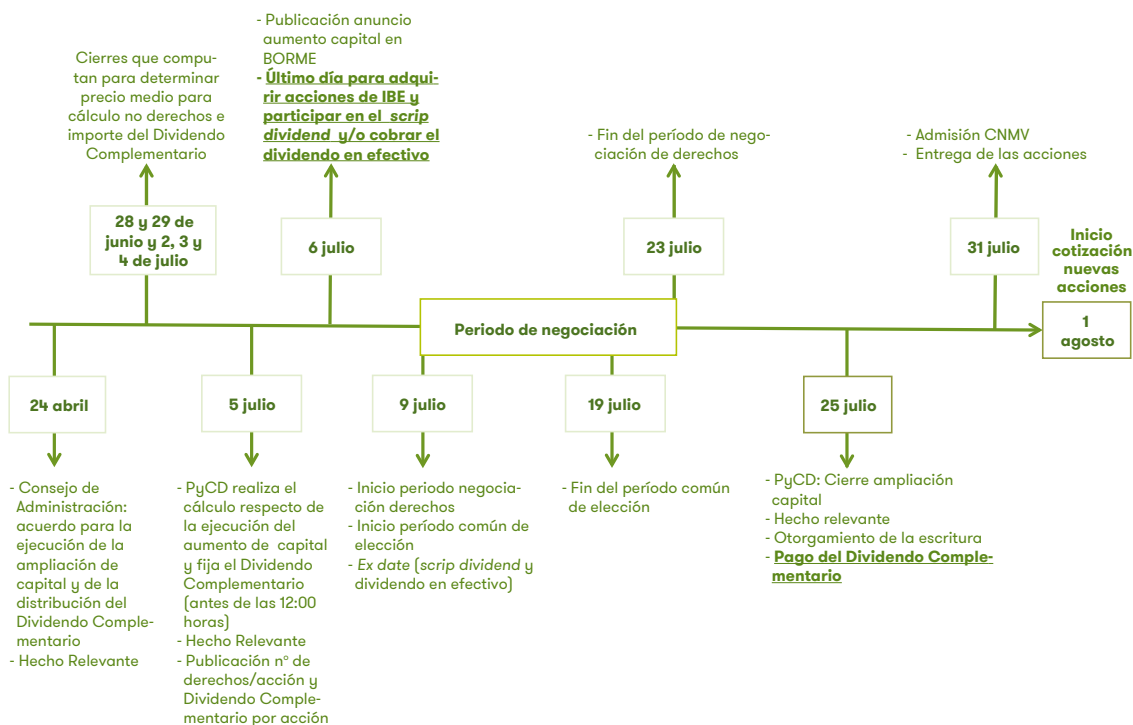 Cierres que compu-
tan para determinar
precio medio para
cálculo no derechos e
importe del Dividendo
Complementario
- Publicación anuncio
aumento capital en
BORME
- Último día para adqui-
rir acciones de IBE y
participar en el scrip
dividend y/o cobrar el
dividendo en efectivo
- Fin del período de nego-
ciación de derechos
- Admisión CNMV
- Entrega de las acciones
28 y 29 de
junio y 2, 3 y
4 de julio
6 julio
23 julio
31 julio
Inicio
cotización
nuevas
acciones
Periodo de negociación
1
agosto
24 abril
5 julio
9 julio
19 julio
25 julio
- Consejo de
Administración:
acuerdo para la
ejecución de la
ampliación de
capital y de la
distribución del
Dividendo Comple-
mentario
- Hecho Relevante
- PyCD realiza el
cálculo respecto de
la ejecución del
aumento de capital
y fija el Dividendo
Complementario
(antes de las 12:00
horas)
- Hecho Relevante
- Publicación nº de
derechos/acción y
Dividendo Comple-
mentario por acción
- Inicio periodo negocia-
ción derechos
- Inicio período común de
elección
- Ex date (scrip dividend y
dividendo en efectivo)
- Fin del período común
de elección
- PyCD: Cierre ampliación
capital
- Hecho relevante
- Otorgamiento de la escritura
- Pago del Dividendo Comple-
mentario